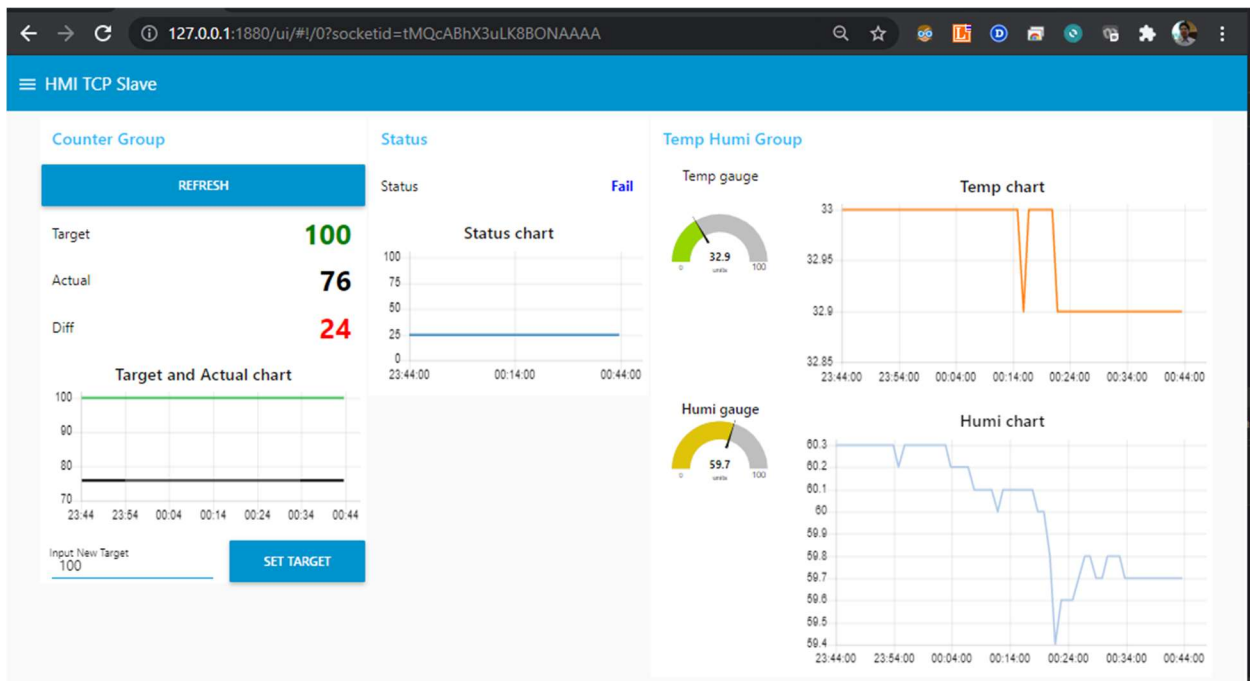 127.0.0.1:1880/ui/#!/0?socketid=tMQcABhX3uLK8BONAAAA
HMI TCP Slave
Counter Group
REFRESH
Target 100
Actual 76
Diff 24
Target and Actual chart
100
90
80
70
23:44 23:54 00:04 00:14 00:24 00:34 00:44
Input New Target
100
SET TARGET
Status
Status Fail
Status chart
100
75
50
25
0
23:44:00 00:14:00 00:44:00
Temp Humi Group
Temp gauge
32.9
units
0 100
Temp chart
33
32.95
32.9
32.85
23:44:00 23:54:00 00:04:00 00:14:00 00:24:00 00:34:00 00:44:00
Humi gauge
59.7
units
0 100
Humi chart
60.3
60.2
60.1
60
59.9
59.8
59.7
59.6
59.5
59.4
23:44:00 23:54:00 00:04:00 00:14:00 00:24:00 00:34:00 00:44:00